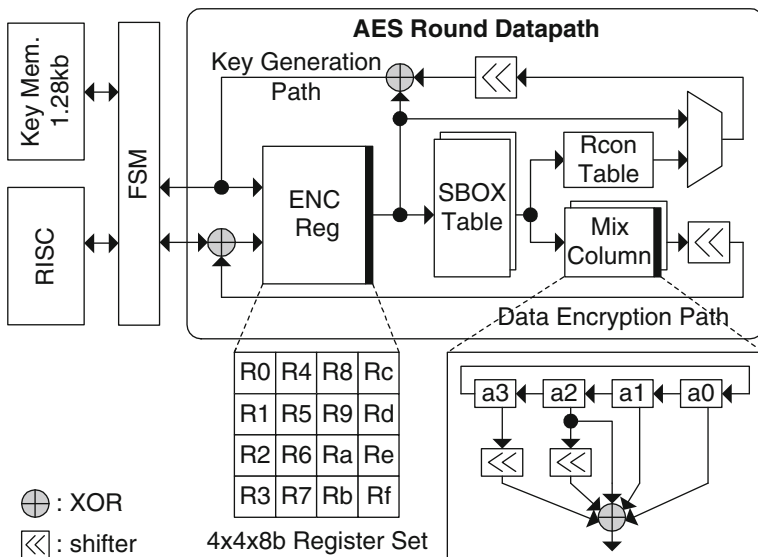 AES Round Datapath
Key Mem.
1.28kb
FSM
RISC
Key Generation
Path
ENC
Reg
SBOX
Table
Rcon
Table
Mix
Column
Data Encryption Path
R0 R4 R8 Rc
R1 R5 R9 Rd
R2 R6 Ra Re
R3 R7 Rb Rf
4x4x8b Register Set
a3 a2 a1 a0
: XOR
: shifter